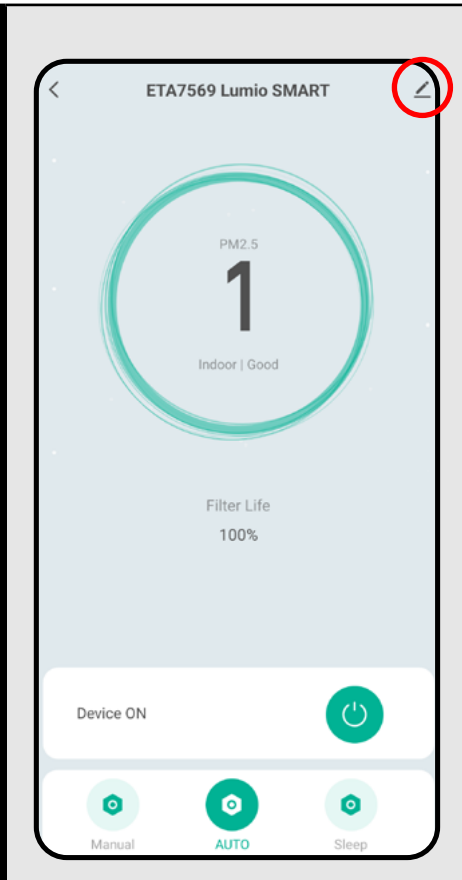 ETA7569 Lumio SMART
PM2.5
1
Indoor | Good
Filter Life
100%
Device ON
Manual
AUTO
Sleep